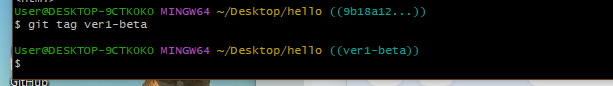 User@DESKTOP-9CTKOKO MINGW64 ~/Desktop/hello ((9b18a12...))
$ git tag ver1-beta
User@DESKTOP-9CTKOKO MINGW64 ~/Desktop/hello ((ver1-beta))
$
GitHub